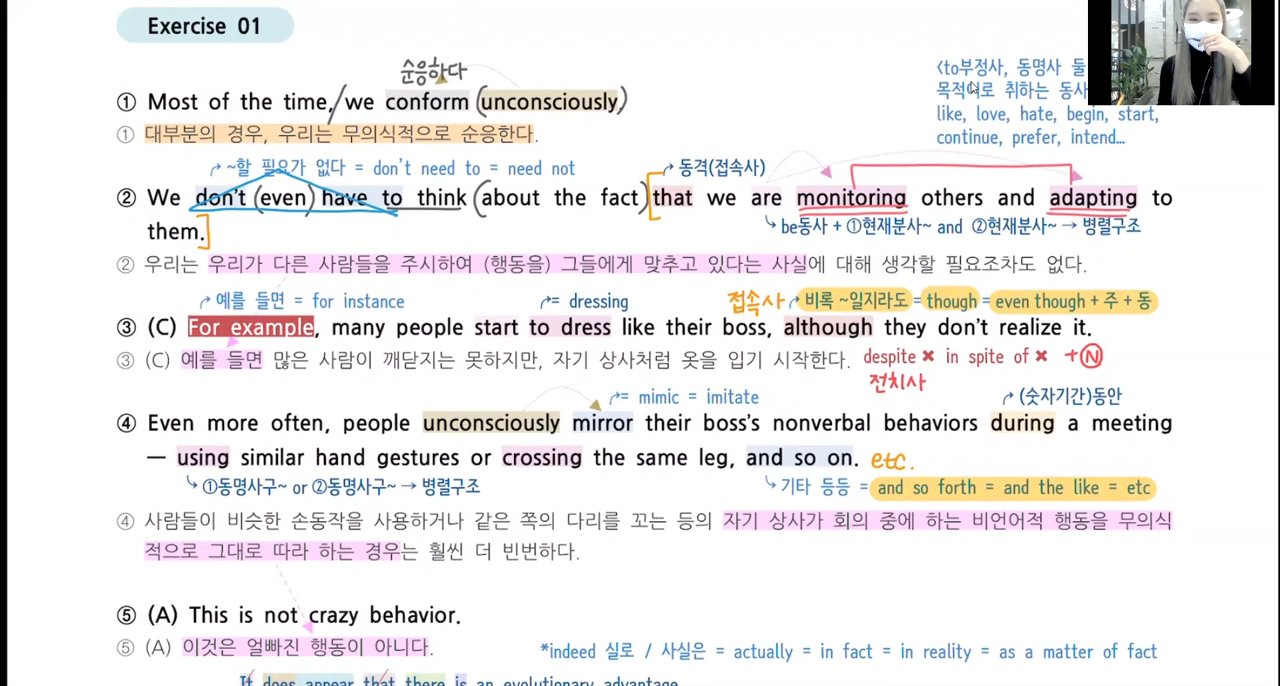 Exercise 01
순응하다
<to부정사, 동명사 둘
목적어로 취하는 동사
like, love, hate, begin, start,
continue, prefer, intend…
① Most of the time, we conform (unconsciously,)
① 대부분의 경우, 우리는 무의식적으로 순응한다.
~할 필요가 없다 = don't need to = need not
동격(접속사)
② We don't (even) have to think (about the fact) [that we are monitoring others and adapting to
them.]
be동사 + ①현재분사~ and ②현재분사~ → 병렬구조
② 우리는 우리가 다른 사람들을 주시하여 (행동을) 그들에게 맞추고 있다는 사실에 대해 생각할 필요조차도 없다.
예를 들면 = for instance
= dressing
접속사 비록 ~일지라도 = though = even though + 주 + 동
③ (C) For example, many people start to dress like their boss, although they don't realize it.
③ (C) 예를 들면 많은 사람이 깨닫지는 못하지만, 자기 상사처럼 옷을 입기 시작한다. despite ✖ in spite of ✖ + Ⓝ
전치사
= mimic = imitate
(숫자기간)동안
④ Even more often, people unconsciously mirror their boss's nonverbal behaviors during a meeting
— using similar hand gestures or crossing the same leg, and so on. etc.
①동명사구~ or ②동명사구~ → 병렬구조
기타 등등 = and so forth = and the like = etc
④ 사람들이 비슷한 손동작을 사용하거나 같은 쪽의 다리를 꼬는 등의 자기 상사가 회의 중에 하는 비언어적 행동을 무의식
적으로 그대로 따라 하는 경우는 훨씬 더 빈번하다.
⑤ (A) This is not crazy behavior.
⑤ (A) 이것은 얼빠진 행동이 아니다.
*indeed 실로 / 사실은 = actually = in fact = in reality = as a matter of fact
It does appear that there is an evolutionary advantage